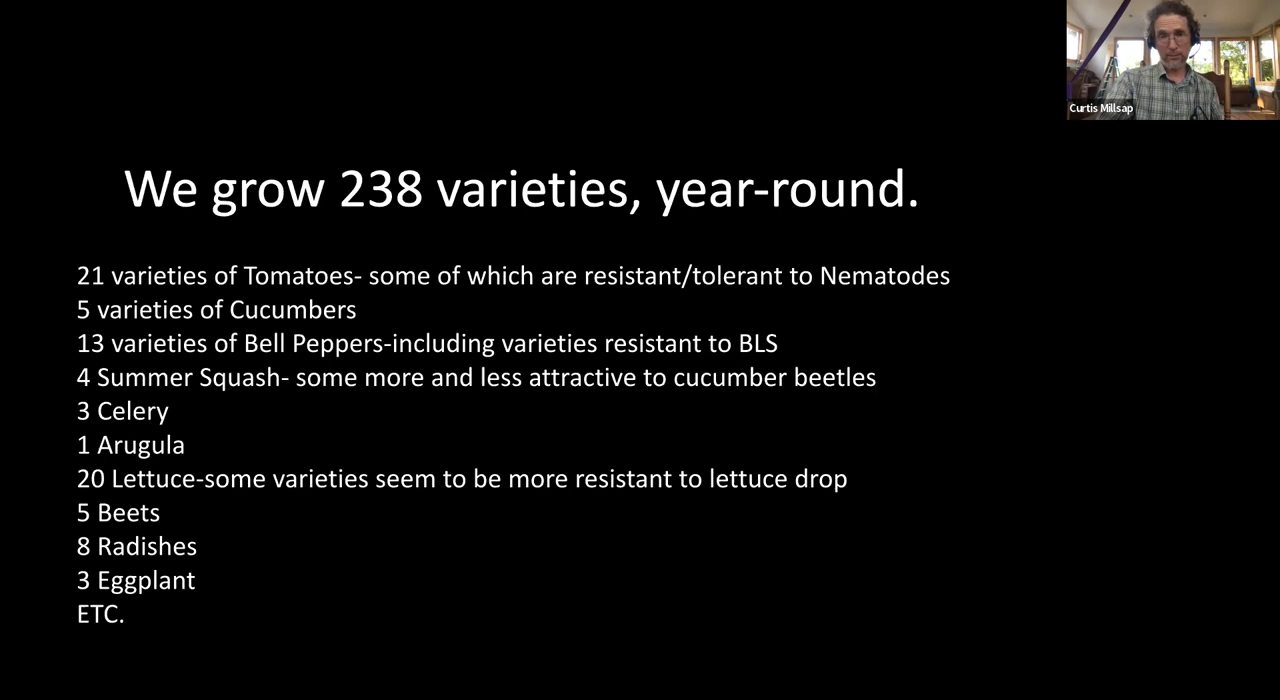 Curtis Millsap
We grow 238 varieties, year-round.
21 varieties of Tomatoes- some of which are resistant/tolerant to Nematodes
5 varieties of Cucumbers
13 varieties of Bell Peppers-including varieties resistant to BLS
4 Summer Squash- some more and less attractive to cucumber beetles
3 Celery
1 Arugula
20 Lettuce-some varieties seem to be more resistant to lettuce drop
5 Beets
8 Radishes
3 Eggplant
ETC.